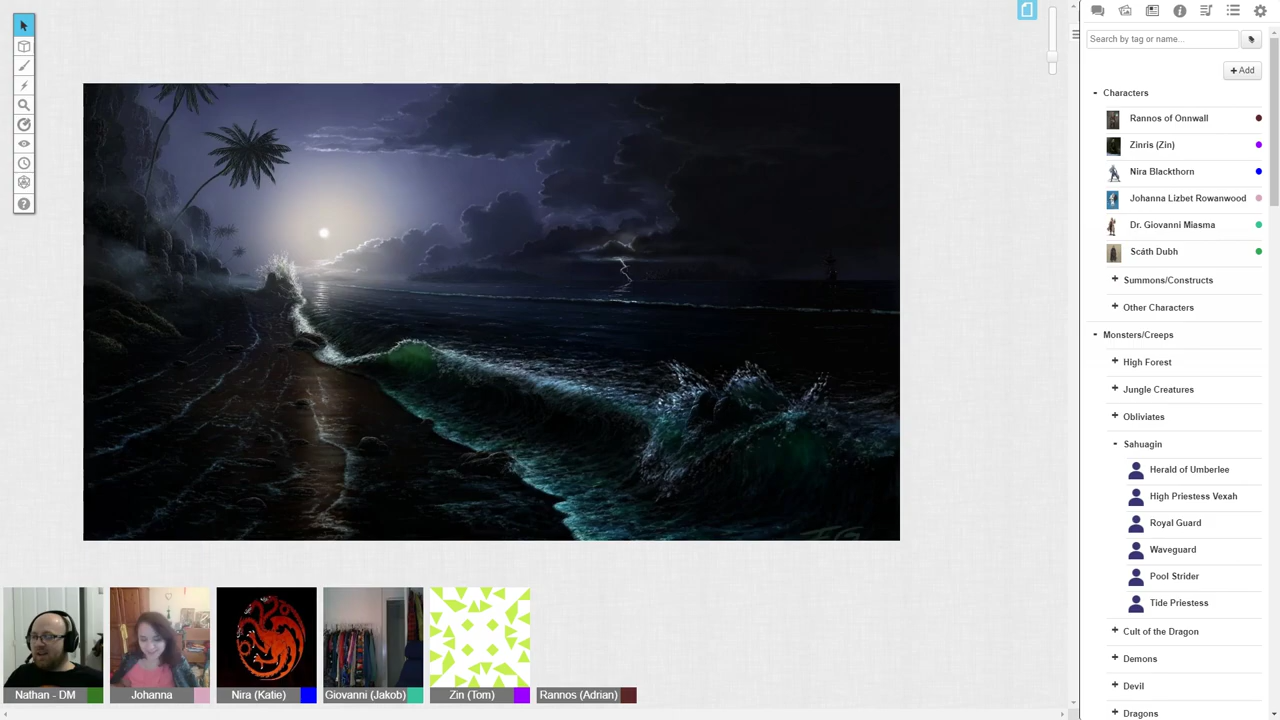 Search by tag or name...
+ Add
Characters
Rannos of Onnwall
Zinris (Zin)
Nira Blackthorn
Johanna Lizbet Rowanwood
Dr. Giovanni Miasma
Scáth Dubh
Summons/Constructs
Other Characters
Monsters/Creeps
High Forest
Jungle Creatures
Obliviates
Sahuagin
Herald of Umberlee
High Priestess Vexah
Royal Guard
Waveguard
Pool Strider
Tide Priestess
Cult of the Dragon
Demons
Devil
Dragons
Nathan - DM
Johanna
Nira (Katie)
Giovanni (Jakob)
Zin (Tom)
Rannos (Adrian)